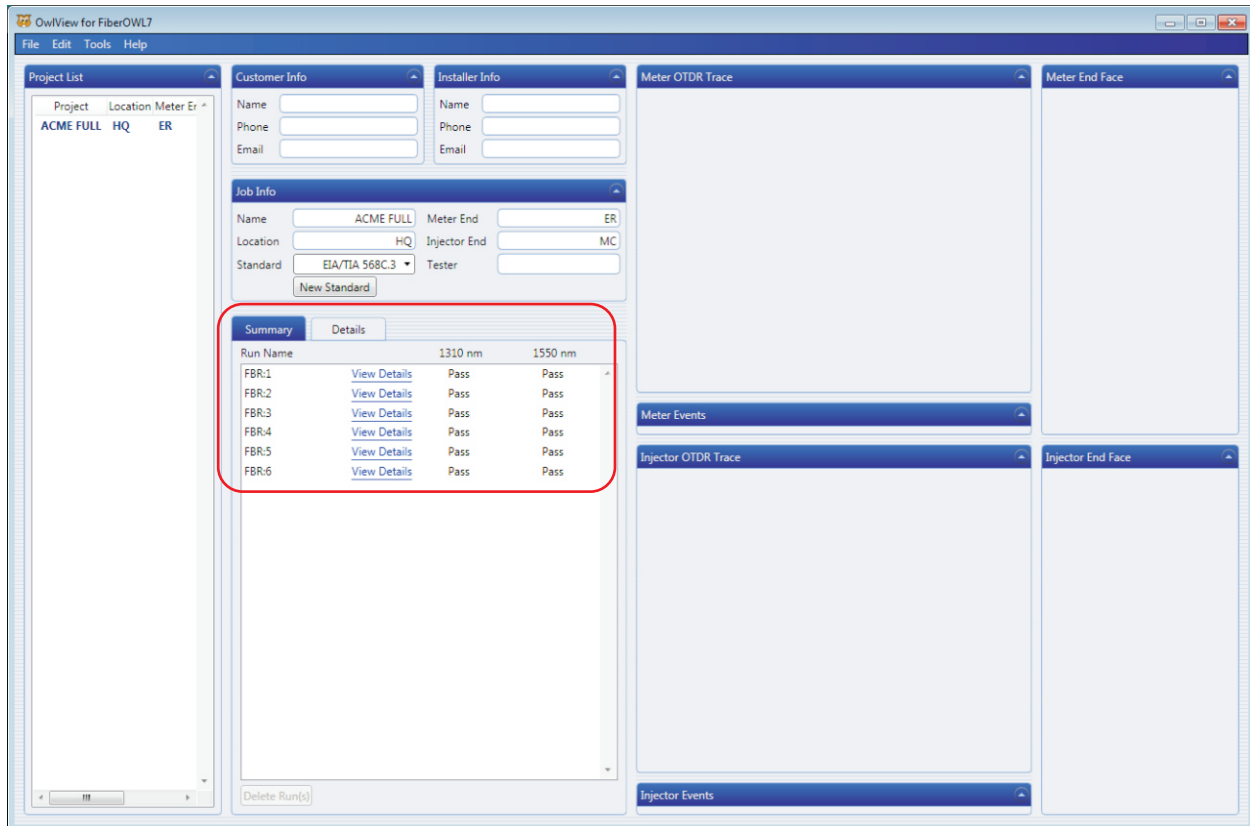 OwlView for FiberOWL7
File Edit Tools Help
Project List
Project Location Meter Er
ACME FULL HQ ER
Customer Info
Name
Phone
Email
Installer Info
Name
Phone
Email
Job Info
Name ACME FULL Meter End ER
Location HQ Injector End MC
Standard EIA/TIA 568C.3 Tester
New Standard
Summary Details
Run Name 1310 nm 1550 nm
FBR:1 View Details Pass Pass
FBR:2 View Details Pass Pass
FBR:3 View Details Pass Pass
FBR:4 View Details Pass Pass
FBR:5 View Details Pass Pass
FBR:6 View Details Pass Pass
Delete Run(s)
Meter OTDR Trace
Meter End Face
Meter Events
Injector OTDR Trace
Injector End Face
Injector Events